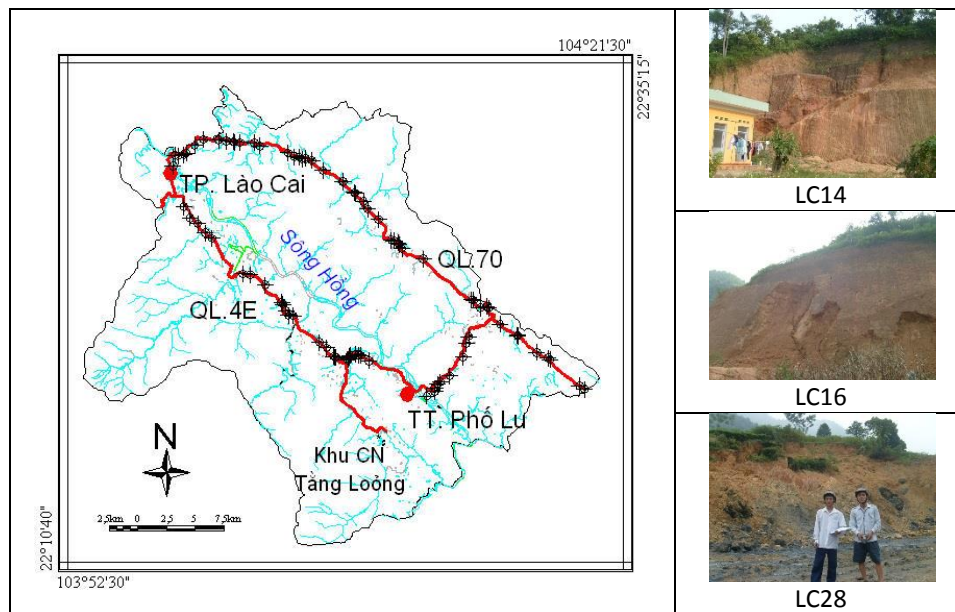 104°21'30"
22°35'15"
TP. Lào Cai
Sông Hồng
QL.70
QL.4E
TT. Phố Lu
N
Khu CN
Tằng Loỏng
2,5km 0 2,5 5 7,5km
22°10'40"
103°52'30"
LC14
LC16
LC28